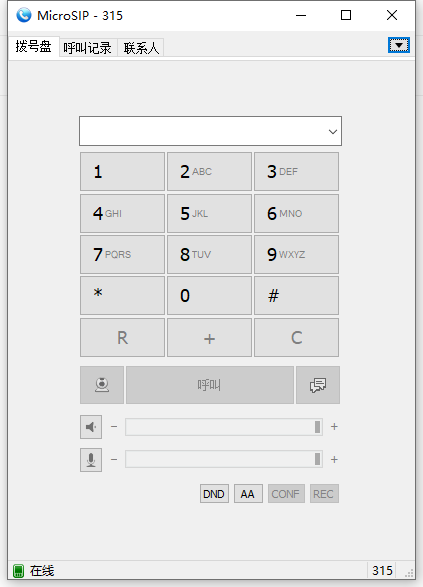 MicroSIP - 315
拨号盘 呼叫记录 联系人
1 2 ABC 3 DEF
4 GHI 5 JKL 6 MNO
7 PQRS 8 TUV 9 WXYZ
* 0 #
R + C
呼叫
- +
- +
DND AA CONF REC
在线 315